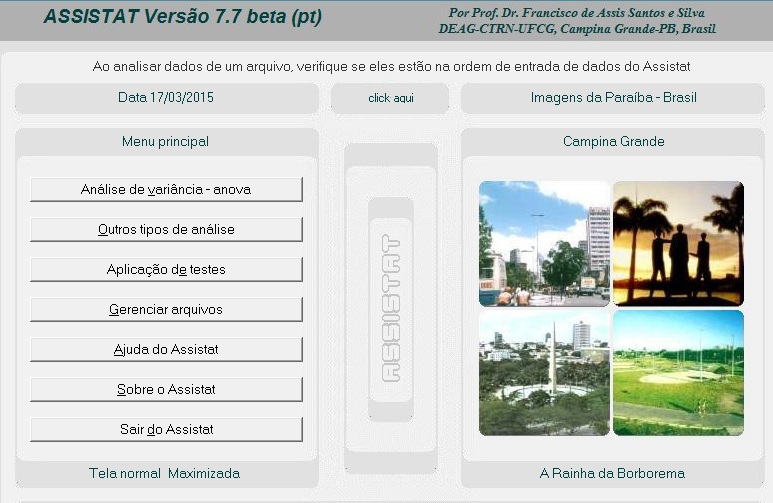 ASSISTAT Versão 7.7 beta (pt)
Por Prof. Dr. Francisco de Assis Santos e Silva
DEAG-CTRN-UFCG, Campina Grande-PB, Brasil
Ao analisar dados de um arquivo, verifique se eles estão na ordem de entrada de dados do Assistat
Data 17/03/2015
click aqui
Imagens da Paraíba - Brasil
Menu principal
Campina Grande
Análise de variância - anova
Outros tipos de análise
Aplicação de testes
Gerenciar arquivos
Ajuda do Assistat
Sobre o Assistat
Sair do Assistat
ASSISTAT
Tela normal Maximizada
A Rainha da Borborema